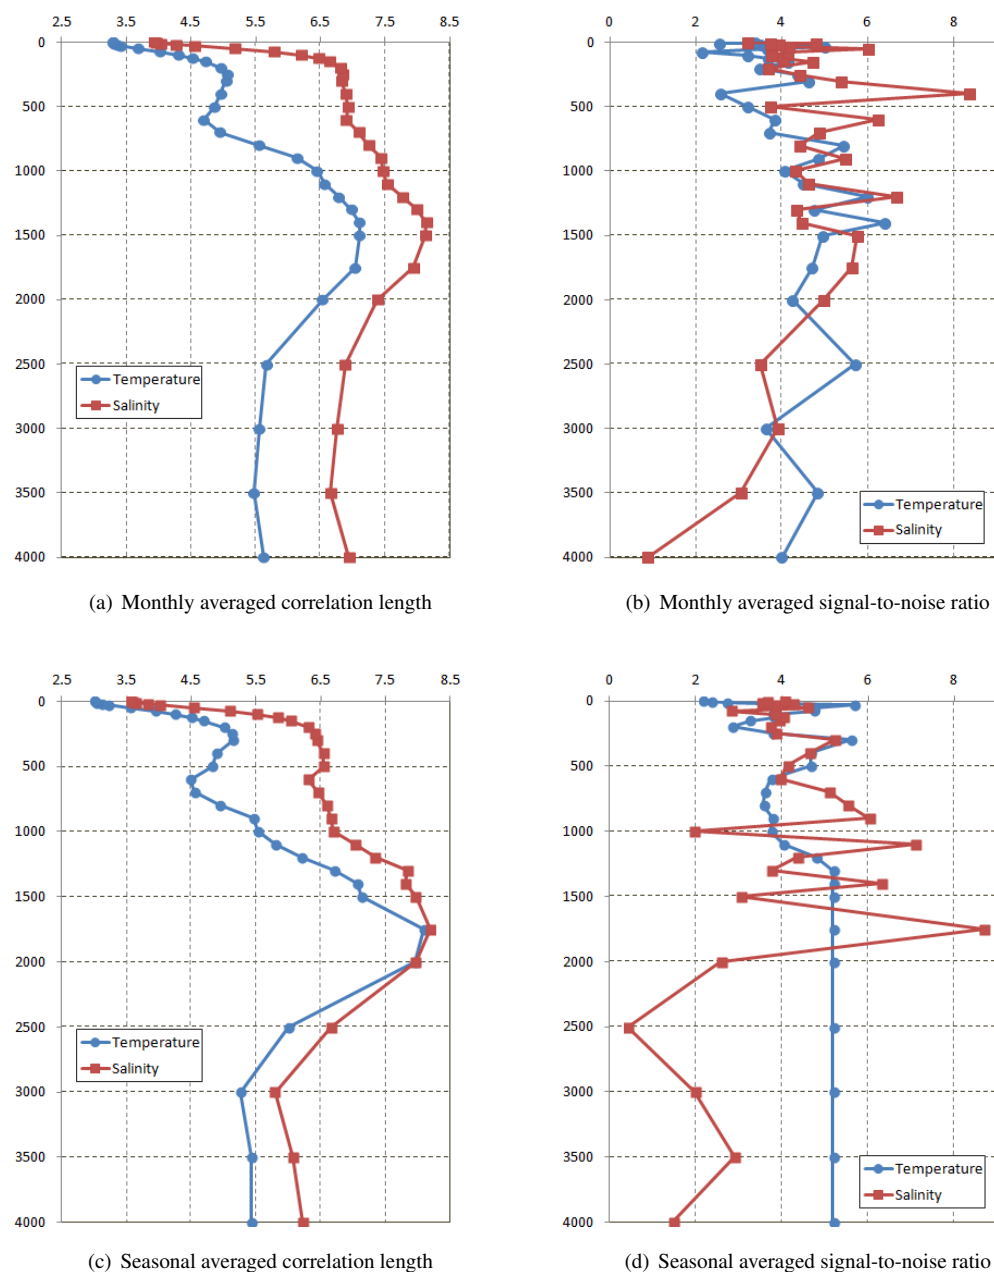 2.5 3.5 4.5 5.5 6.5 7.5 8.5
0
500
1000
1500
2000
2500
3000
3500
4000
Temperature
Salinity
(a) Monthly averaged correlation length
0 2 4 6 8
0
500
1000
1500
2000
2500
3000
3500
4000
Temperature
Salinity
(b) Monthly averaged signal-to-noise ratio
2.5 3.5 4.5 5.5 6.5 7.5 8.5
0
500
1000
1500
2000
2500
3000
3500
4000
Temperature
Salinity
(c) Seasonal averaged correlation length
0 2 4 6 8
0
500
1000
1500
2000
2500
3000
3500
4000
Temperature
Salinity
(d) Seasonal averaged signal-to-noise ratio